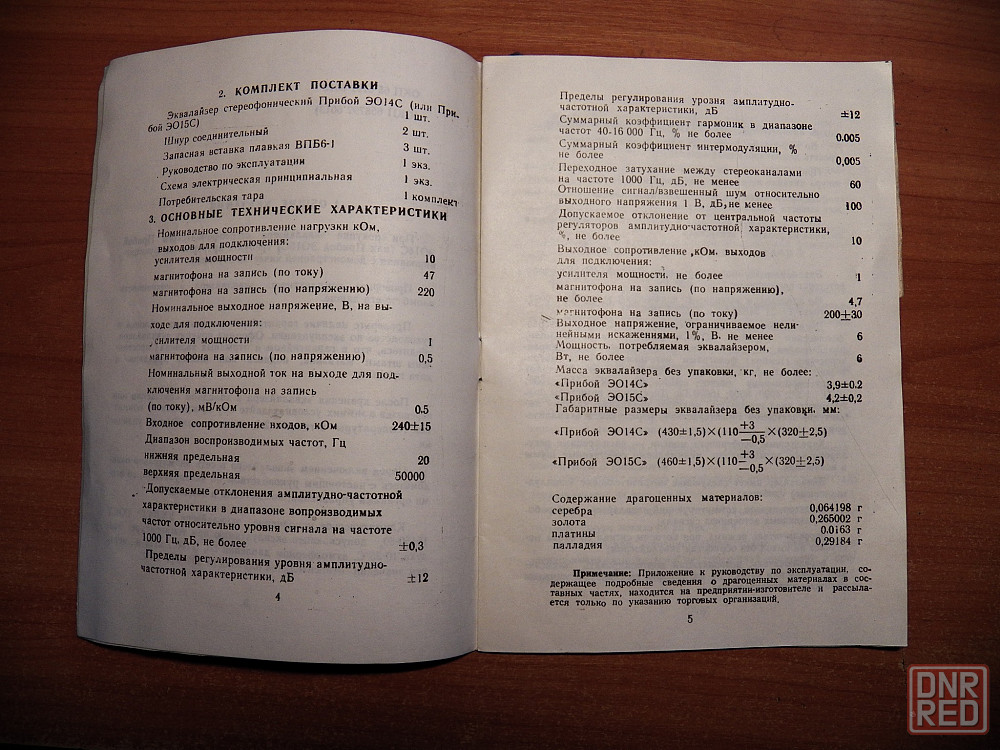 2. КОМПЛЕКТ ПОСТАВКИ
Эквалайзер стереофонический Прибой ЭО14С (или При-
бой ЭО15С) 1 шт.
Шнур соединительный 2 шт.
Запасная вставка плавкая ВПБ6-1 3 шт.
Руководство по эксплуатации 1 экз.
Схема электрическая принципиальная 1 экз.
Потребительская тара 1 комплект
3. ОСНОВНЫЕ ТЕХНИЧЕСКИЕ ХАРАКТЕРИСТИКИ
Номинальное сопротивление нагрузки кОм,
выходов для подключения:
усилителя мощности 10
магнитофона на запись (по току) 47
магнитофона на запись (по напряжению) 220
Номинальное выходное напряжение, В, на вы-
ходе для подключения:
усилителя мощности 1
магнитофона на запись (по напряжению) 0,5
Номинальный выходной ток на выходе для под-
ключения магнитофона на запись
(по току), мВ/кОм 0.5
Входное сопротивление входов, кОм 240±15
Диапазон воспроизводимых частот, Гц
нижняя предельная 20
верхняя предельная 50000
Допускаемые отклонения амплитудно-частотной
характеристики в диапазоне вопроизводимых
частот относительно уровня сигнала на частоте
1000 Гц, дБ, не более ±0,3
Пределы регулирования уровня амплитудно-
частотной характеристики, дБ ±12
4
Пределы регулирования уровня амплитудно-
частотной характеристики, дБ ±12
Суммарный коэффициент гармоник в диапазоне
частот 40-16 000 Гц, % не более 0.005
Суммарный коэффициент интермодуляции, %
не более 0,005
Переходное затухание между стереоканалами
на частоте 1000 Гц, дБ, не менее 60
Отношение сигнал/взвешенный шум относительно
выходного напряжения 1 В, дБ, не менее 100
Допускаемое отклонение от центральной частоты
регуляторов амплитудно-частотной характеристики,
%, не более 10
Выходное сопротивление, кОм, выходов
для подключения:
усилителя мощности, не более 1
магнитофона на запись (по напряжению),
не более 4,7
магнитофона на запись (по току) 200±30
Выходное напряжение, ограничиваемое нели-
нейными искажениями, 1%, В, не менее 6
Мощность, потребляемая эквалайзером,
Вт, не более 6
Масса эквалайзера без упаковки, кг, не более:
«Прибой ЭО14С» 3,9±0.2
«Прибой ЭО15С» 4,2±0,2
Габаритные размеры эквалайзера без упаковки, мм:
«Прибой ЭО14С» (430±1,5)×(110 +3 —0,5 ×(320±2,5)
«Прибой ЭО15С» (460±1,5)×(110 +3 —0,5 ×(320±2,5)
Содержание драгоценных материалов:
серебра 0,064198 г
золота 0,265002 г
платины 0.0163 г
палладия 0,29184 г
Примечание: Приложение к руководству по эксплуатации, со-
держащее подробные сведения о драгоценных материалах в сос-
тавных частях, находится на предприятии-изготовителе и рассыла-
ется только по указанию торговых организаций.
5
DNR
RED